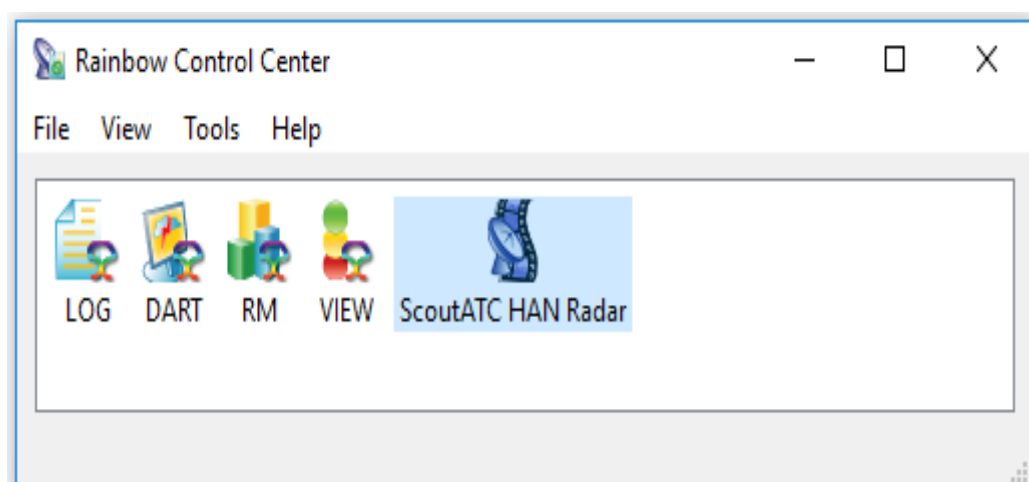 Rainbow Control Center
File View Tools Help
LOG DART RM VIEW ScoutATC HAN Radar